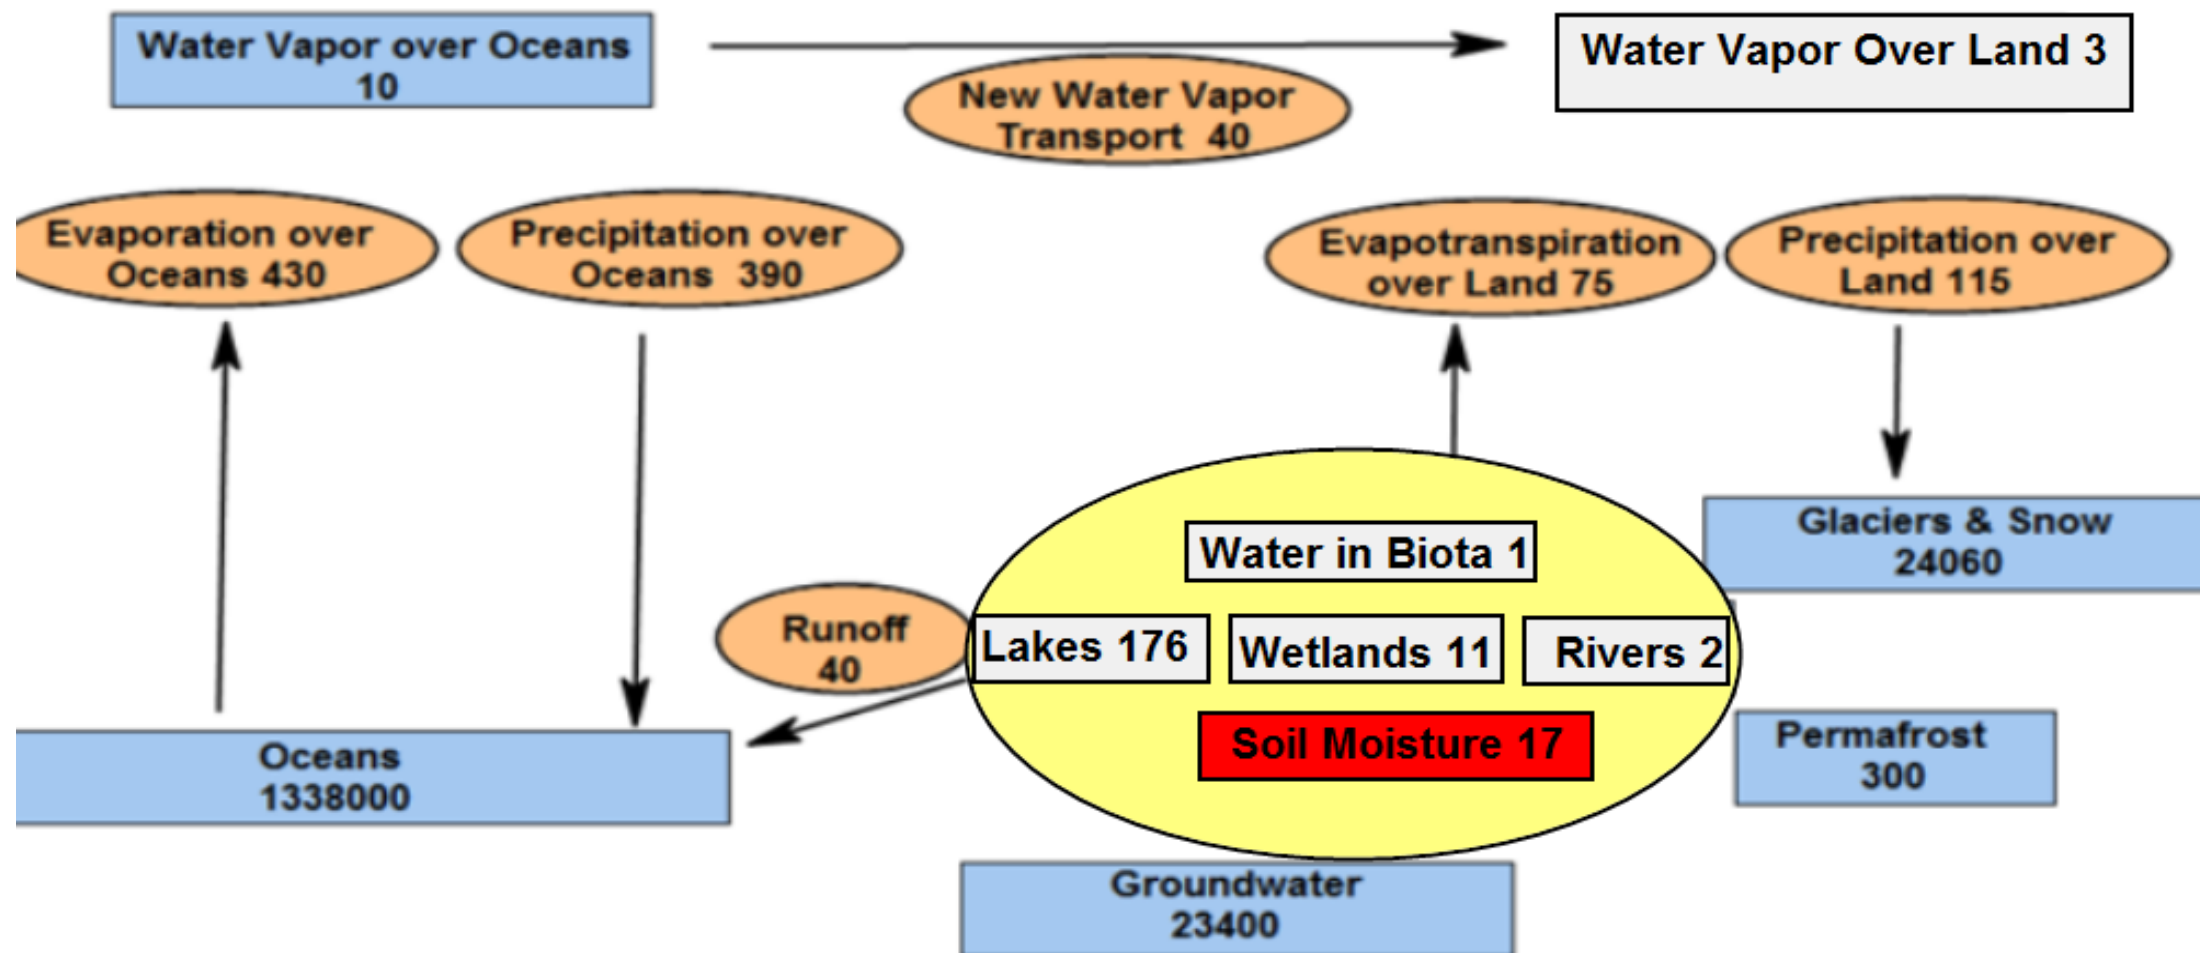 Water Vapor over Oceans
10
Water Vapor Over Land 3
New Water Vapor
Transport 40
Evaporation over
Oceans 430
Precipitation over
Oceans 390
Evapotranspiration
over Land 75
Precipitation over
Land 115
Glaciers & Snow
24060
Water in Biota 1
Runoff
40
Lakes 176
Wetlands 11
Rivers 2
Soil Moisture 17
Permafrost
300
Oceans
1338000
Groundwater
23400